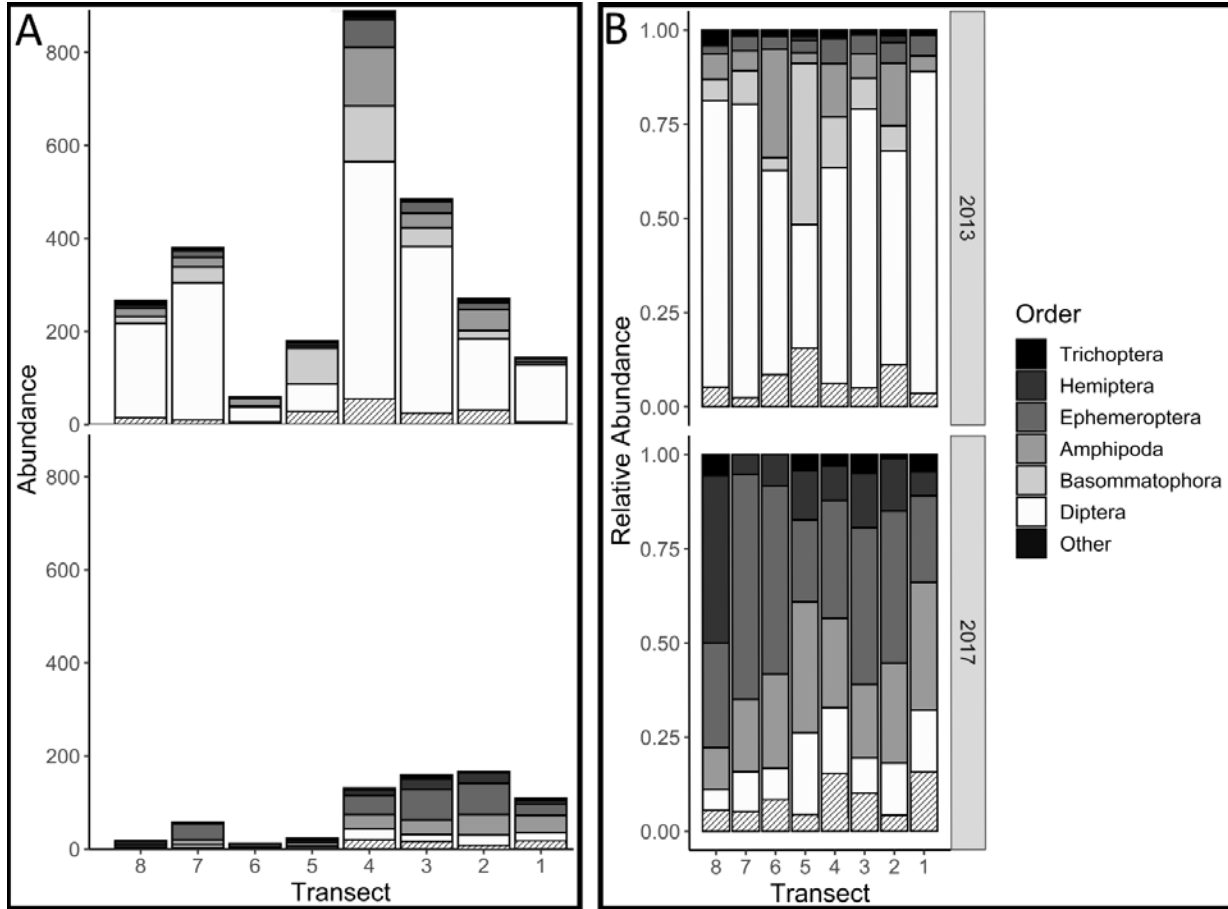 A
Abundance
800
600
400
200
0
800
600
400
200
0
8 7 6 5 4 3 2 1
Transect
B
Relative Abundance
1.00
0.75
0.50
0.25
0.00
2013
1.00
0.75
0.50
0.25
0.00
2017
8 7 6 5 4 3 2 1
Transect
Order
Trichoptera
Hemiptera
Ephemeroptera
Amphipoda
Basommatophora
Diptera
Other